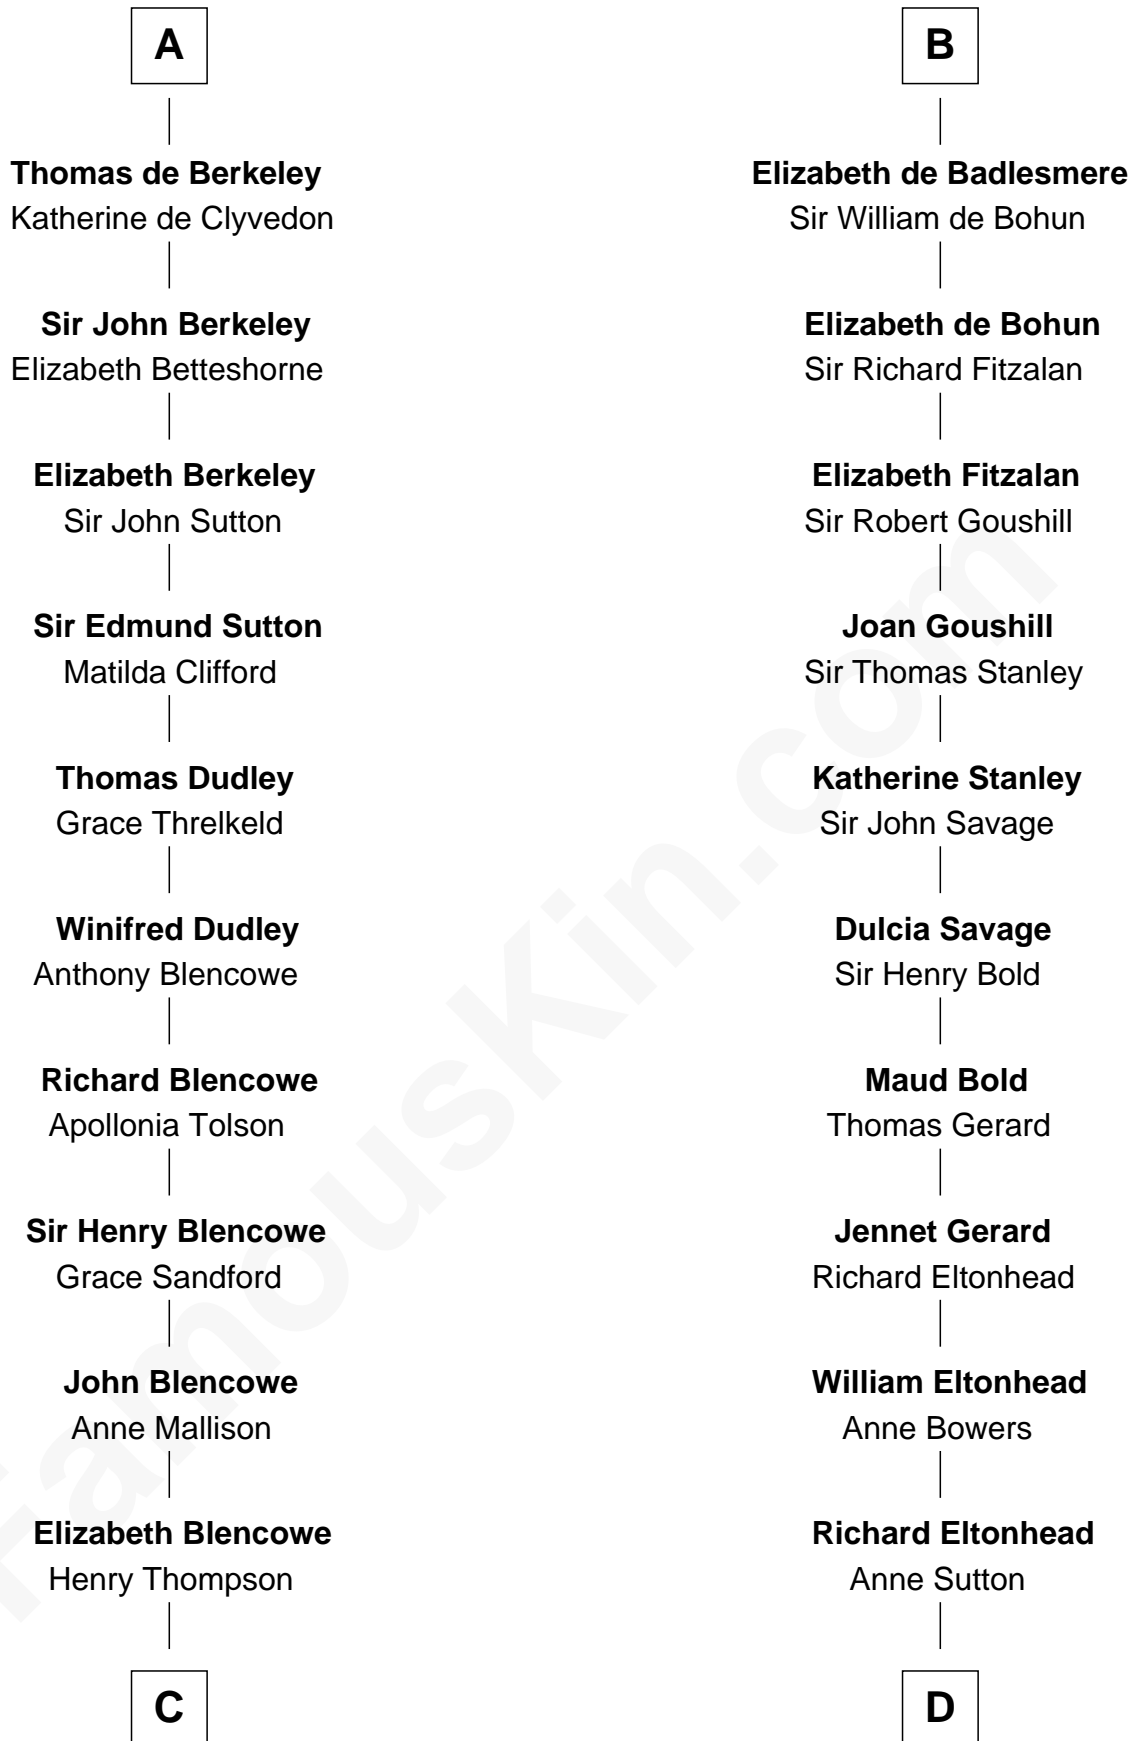 A
Thomas de Berkeley
Katherine de Clyvedon
Sir John Berkeley
Elizabeth Betteshorne
Elizabeth Berkeley
Sir John Sutton
Sir Edmund Sutton
Matilda Clifford
Thomas Dudley
Grace Threlkeld
Winifred Dudley
Anthony Blencowe
Richard Blencowe
Apollonia Tolson
Sir Henry Blencowe
Grace Sandford
John Blencowe
Anne Mallison
Elizabeth Blencowe
Henry Thompson
C
B
Elizabeth de Badlesmere
Sir William de Bohun
Elizabeth de Bohun
Sir Richard Fitzalan
Elizabeth Fitzalan
Sir Robert Goushill
Joan Goushill
Sir Thomas Stanley
Katherine Stanley
Sir John Savage
Dulcia Savage
Sir Henry Bold
Maud Bold
Thomas Gerard
Jennet Gerard
Richard Eltonhead
William Eltonhead
Anne Bowers
Richard Eltonhead
Anne Sutton
D
FamousKin.com